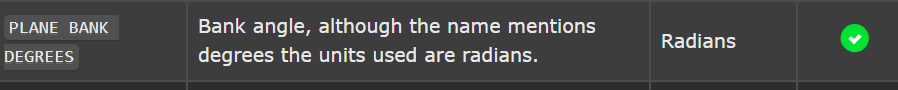 PLANE BANK
DEGREES
Bank angle, although the name mentions
degrees the units used are radians.
Radians